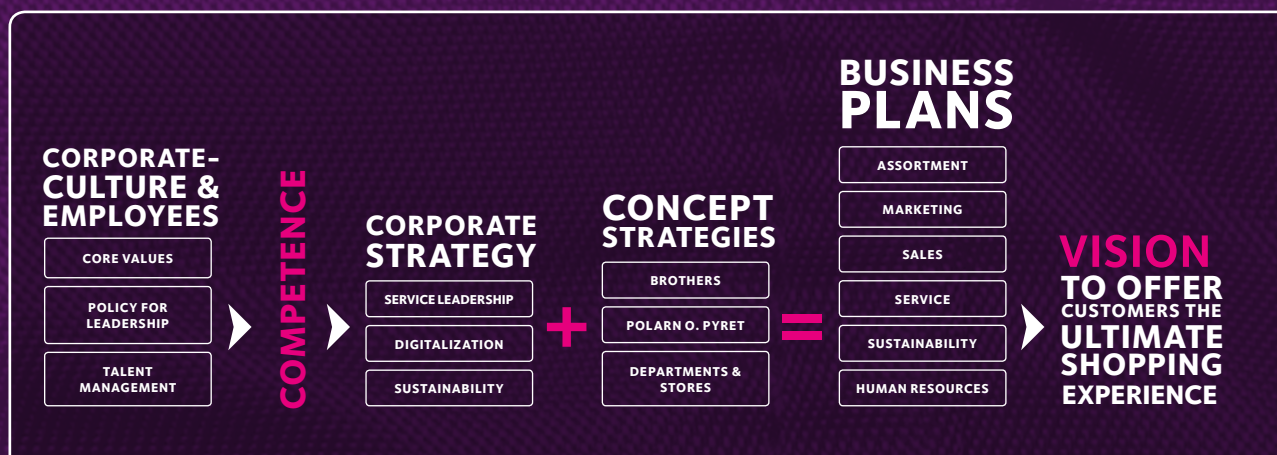 CORPORATE-
CULTURE &
EMPLOYEES
CORE VALUES
POLICY FOR
LEADERSHIP
TALENT
MANAGEMENT
COMPETENCE
CORPORATE
STRATEGY
SERVICE LEADERSHIP
DIGITALIZATION
SUSTAINABILITY
+
CONCEPT
STRATEGIES
BROTHERS
POLARN O. PYRET
DEPARTMENTS &
STORES
=
BUSINESS
PLANS
ASSORTMENT
MARKETING
SALES
SERVICE
SUSTAINABILITY
HUMAN RESOURCES
VISION
TO OFFER
CUSTOMERS THE
ULTIMATE
SHOPPING
EXPERIENCE